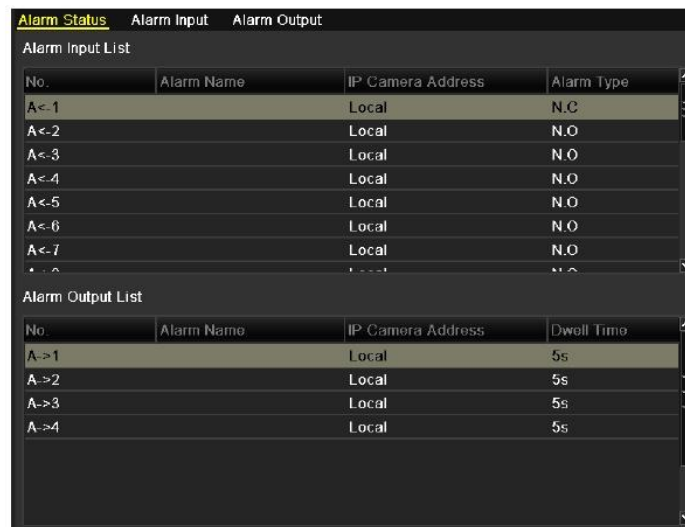 Alarm Status Alarm Input Alarm Output
Alarm Input List
No. Alarm Name IP Camera Address Alarm Type
A<-1 Local N.C
A<-2 Local N.O
A<-3 Local N.O
A<-4 Local N.O
A<-5 Local N.O
A<-6 Local N.O
A<-7 Local N.O
Alarm Output List
No. Alarm Name IP Camera Address Dwell Time
A->1 Local 5s
A->2 Local 5s
A->3 Local 5s
A->4 Local 5s